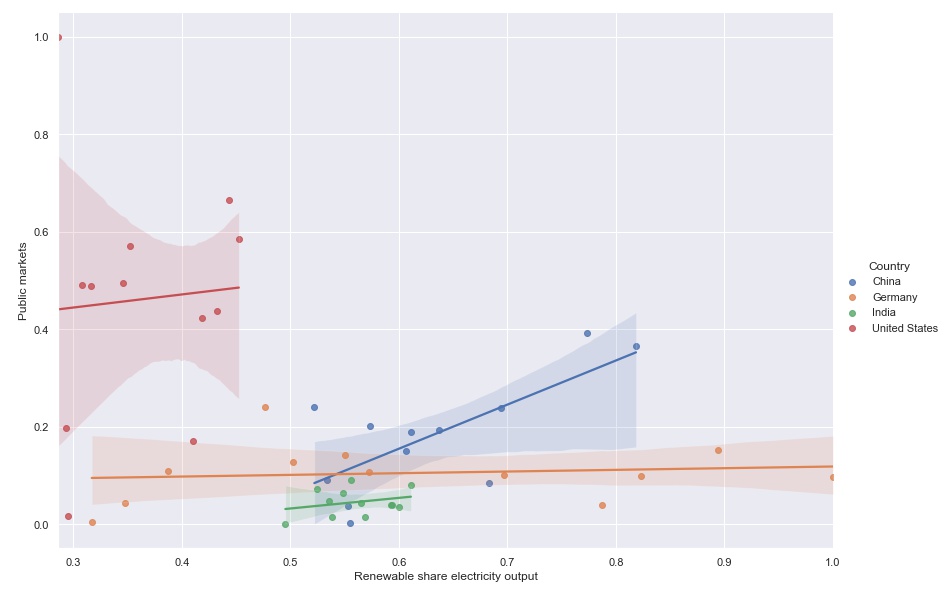 1.0
0.8
0.6
0.4
0.2
0.0
Public markets
0.3 0.4 0.5 0.6 0.7 0.8 0.9 1.0
Renewable share electricity output
Country
China
Germany
India
United States